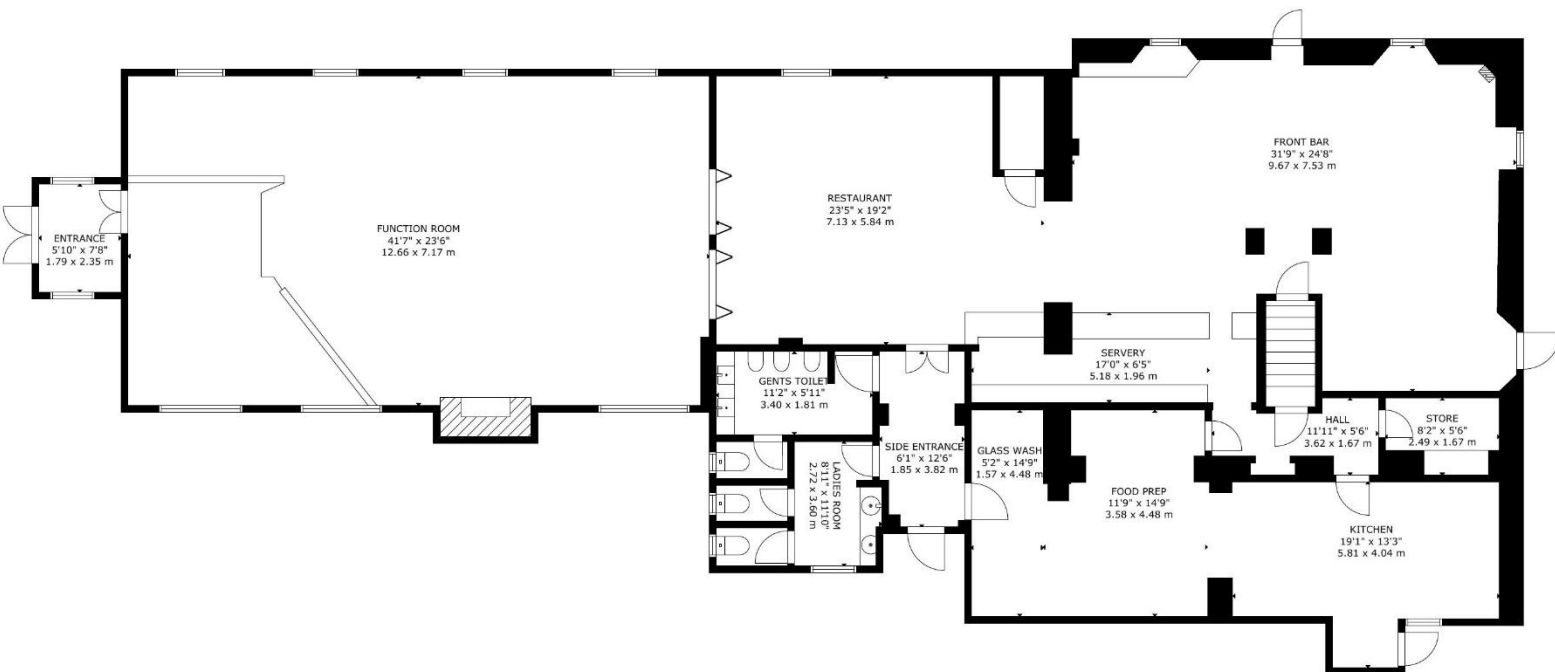 ENTRANCE
5'10" x 7'8"
1.79 x 2.35 m
FUNCTION ROOM
41'7" x 23'6"
12.66 x 7.17 m
RESTAURANT
23'5" x 19'2"
7.13 x 5.84 m
FRONT BAR
31'9" x 24'8"
9.67 x 7.53 m
SERVERY
17'0" x 6'5"
5.18 x 1.96 m
GENTS TOILET
11'2" x 5'11"
3.40 x 1.81 m
LADIES ROOM
8'11" x 11'10"
2.72 x 3.60 m
SIDE ENTRANCE
6'1" x 12'6"
1.85 x 3.82 m
GLASS WASH
5'2" x 14'9"
1.57 x 4.48 m
FOOD PREP
11'9" x 14'9"
3.58 x 4.48 m
HALL
11'11" x 5'6"
3.62 x 1.67 m
STORE
8'2" x 5'6"
2.49 x 1.67 m
KITCHEN
19'1" x 13'3"
5.81 x 4.04 m